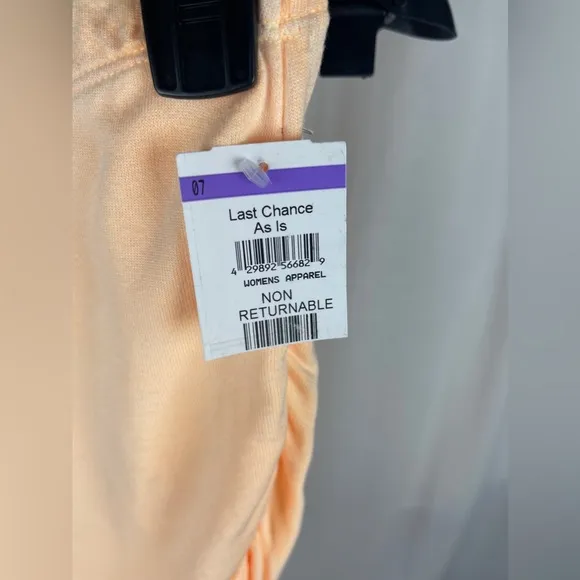 07
Last Chance
As Is
4 29892 56682 9
WOMENS APPAREL
NON
RETURNABLE